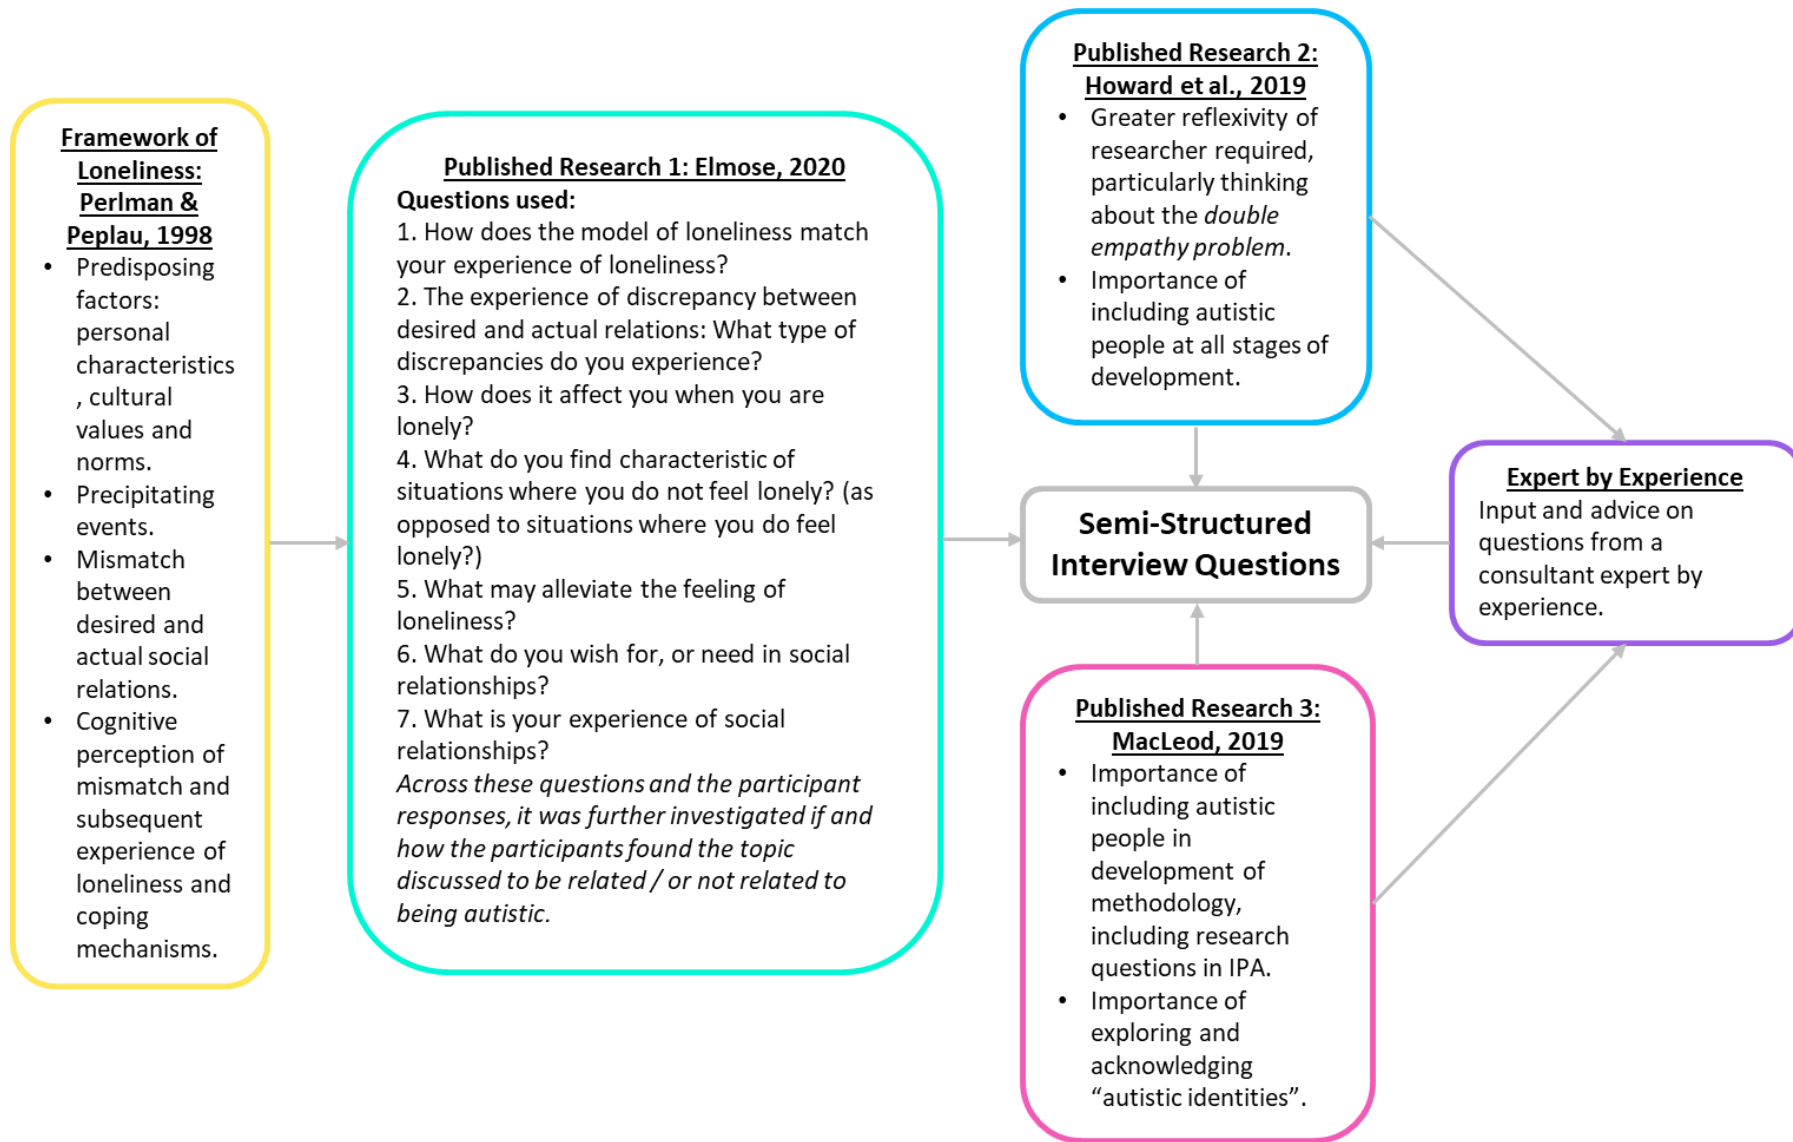 Framework of
Loneliness:
Perlman &
Peplau, 1998
• Predisposing
factors:
personal
characteristics
, cultural
values and
norms.
• Precipitating
events.
• Mismatch
between
desired and
actual social
relations.
• Cognitive
perception of
mismatch and
subsequent
experience of
loneliness and
coping
mechanisms.
Published Research 1: Elmose, 2020
Questions used:
1. How does the model of loneliness match
your experience of loneliness?
2. The experience of discrepancy between
desired and actual relations: What type of
discrepancies do you experience?
3. How does it affect you when you are
lonely?
4. What do you find characteristic of
situations where you do not feel lonely? (as
opposed to situations where you do feel
lonely?)
5. What may alleviate the feeling of
loneliness?
6. What do you wish for, or need in social
relationships?
7. What is your experience of social
relationships?
Across these questions and the participant
responses, it was further investigated if and
how the participants found the topic
discussed to be related / or not related to
being autistic.
Published Research 2:
Howard et al., 2019
• Greater reflexivity of
researcher required,
particularly thinking
about the double
empathy problem.
• Importance of
including autistic
people at all stages of
development.
Semi-Structured
Interview Questions
Published Research 3:
MacLeod, 2019
• Importance of
including autistic
people in
development of
methodology,
including research
questions in IPA.
• Importance of
exploring and
acknowledging
“autistic identities”.
Expert by Experience
Input and advice on
questions from a
consultant expert by
experience.